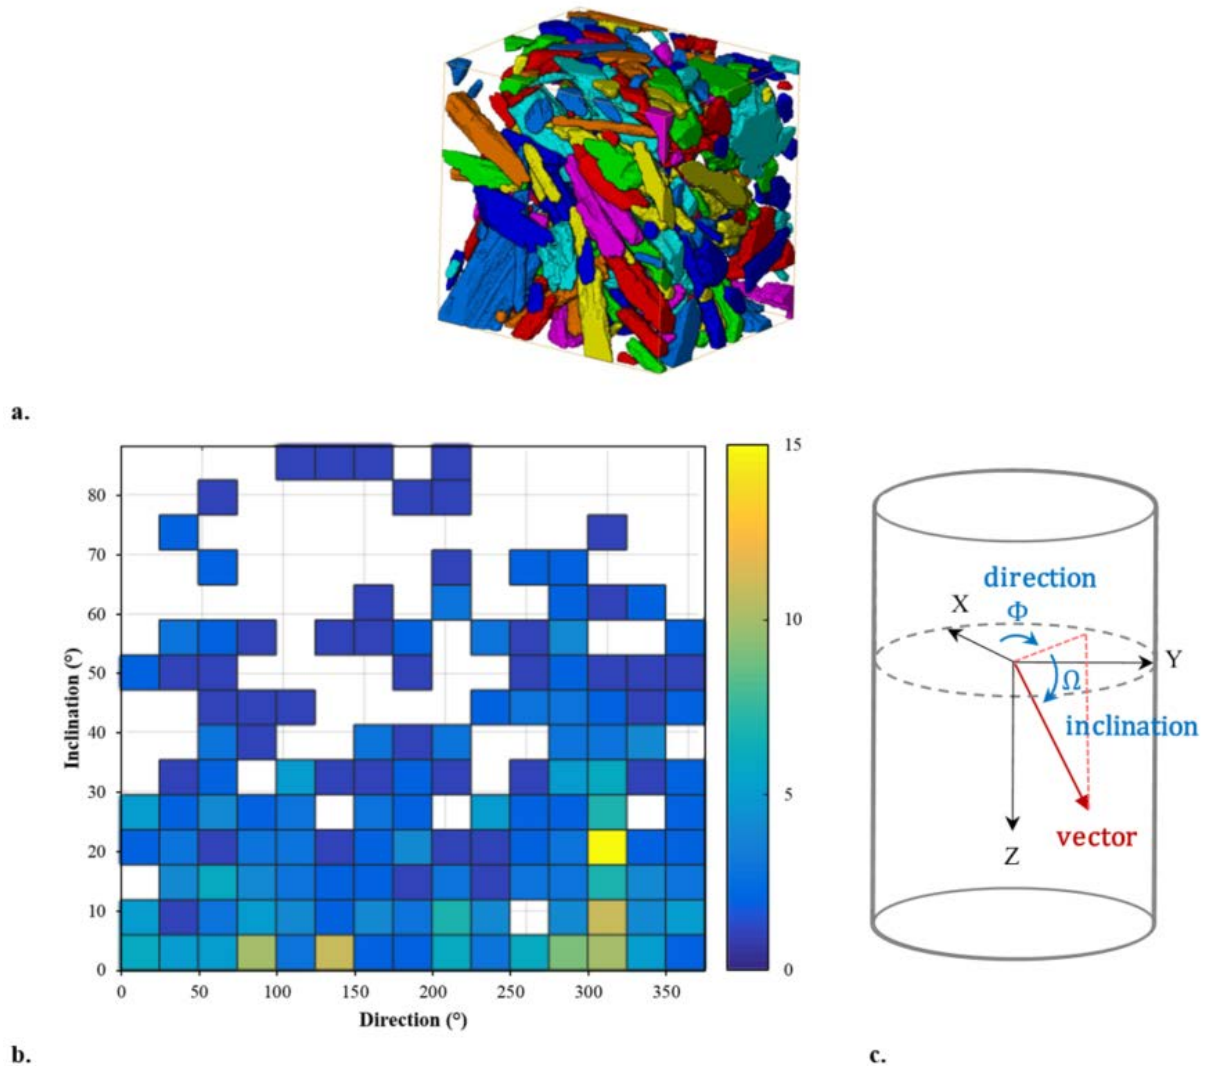 a.
15
10
5
0
80
70
60
50
40
30
20
10
0
Inclination (°)
0
50
100
150
200
250
300
350
Direction (°)
b.
direction
Φ
X
Y
Ω
inclination
vector
Z
c.